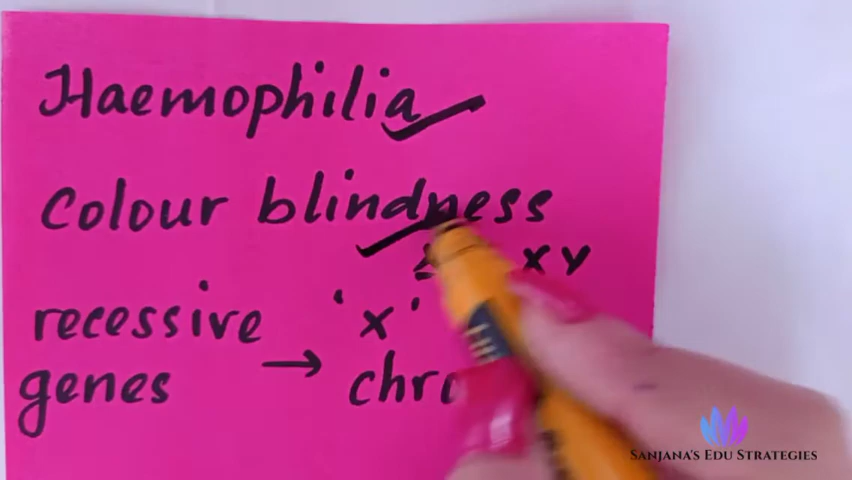 Haemophilia
Colour blindness
xy
recessive 'x'
genes → chro
SANJANA'S EDU STRATEGIES